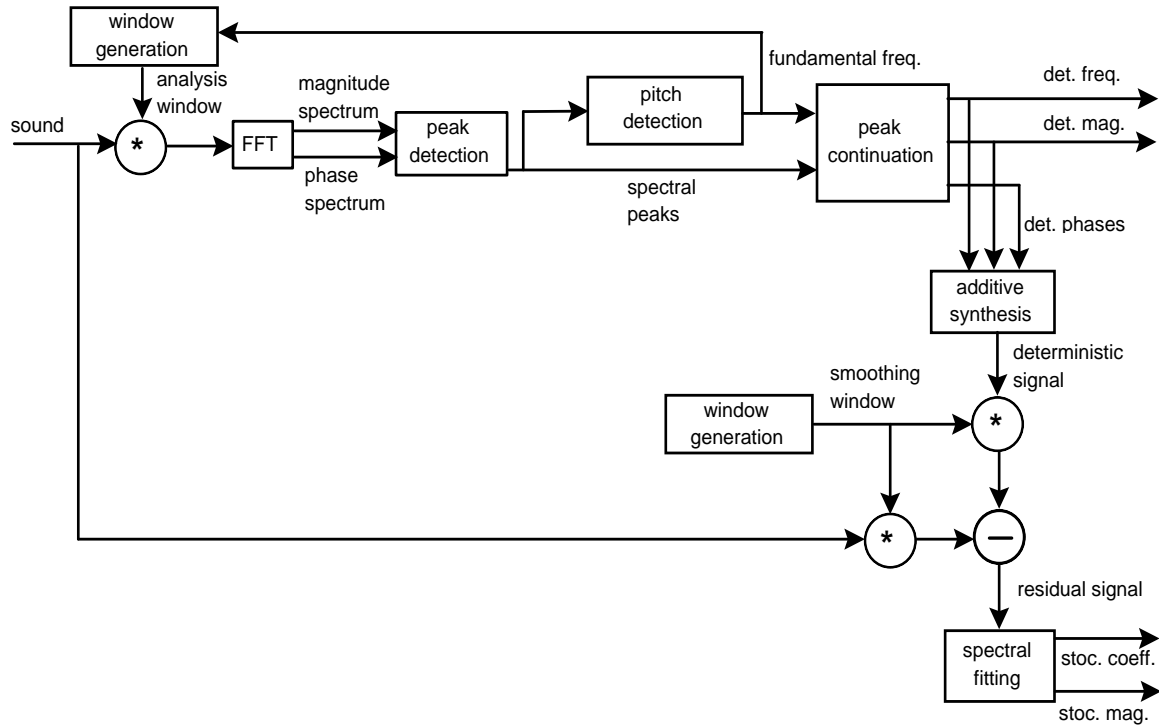 window
generation
fundamental freq.
analysis
window
magnitude
spectrum
pitch
detection
det. freq.
sound
*
FFT
peak
detection
peak
continuation
det. mag.
phase
spectrum
spectral
peaks
det. phases
additive
synthesis
deterministic
signal
smoothing
window
window
generation
*
*
−
residual signal
spectral
fitting
stoc. coeff.
stoc. mag.